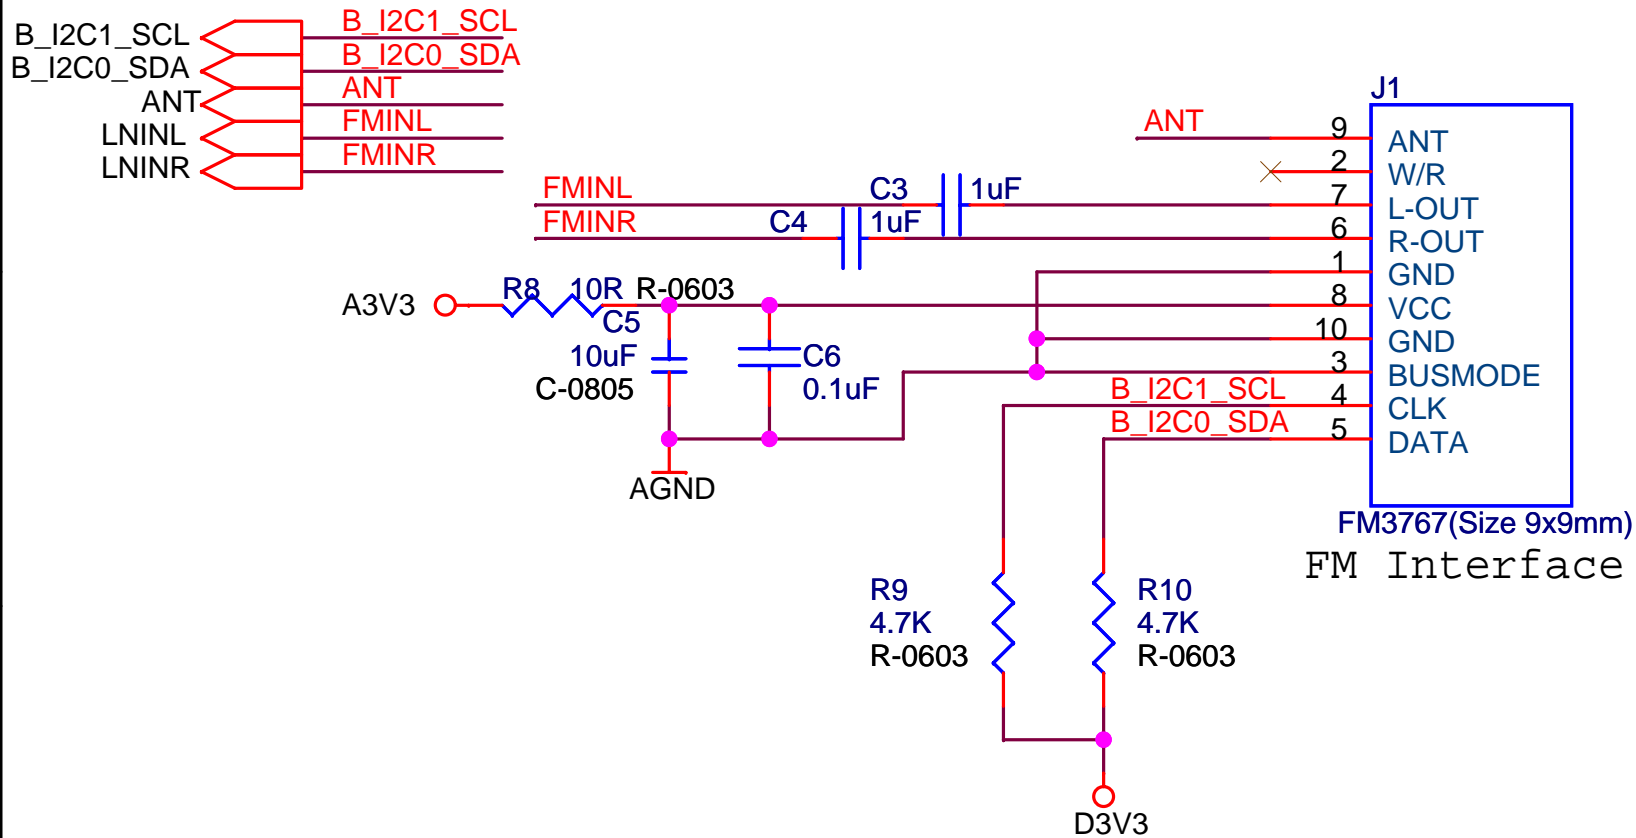 B_I2C1_SCL B_I2C1_SCL
B_I2C0_SDA B_I2C0_SDA
ANT ANT
LNINL FMINL
LNINR FMINR
J1
ANT 9 ANT
2 W/R
FMINL C3 1uF 7 L-OUT
FMINR C4 1uF 6 R-OUT
1 GND
A3V3 R8 10R R-0603 8 VCC
C5
10uF
C-0805
C6
0.1uF
10 GND
3 BUSMODE
B_I2C1_SCL 4 CLK
B_I2C0_SDA 5 DATA
AGND
FM3767(Size 9x9mm)
FM Interface
R9
4.7K
R-0603
R10
4.7K
R-0603
D3V3